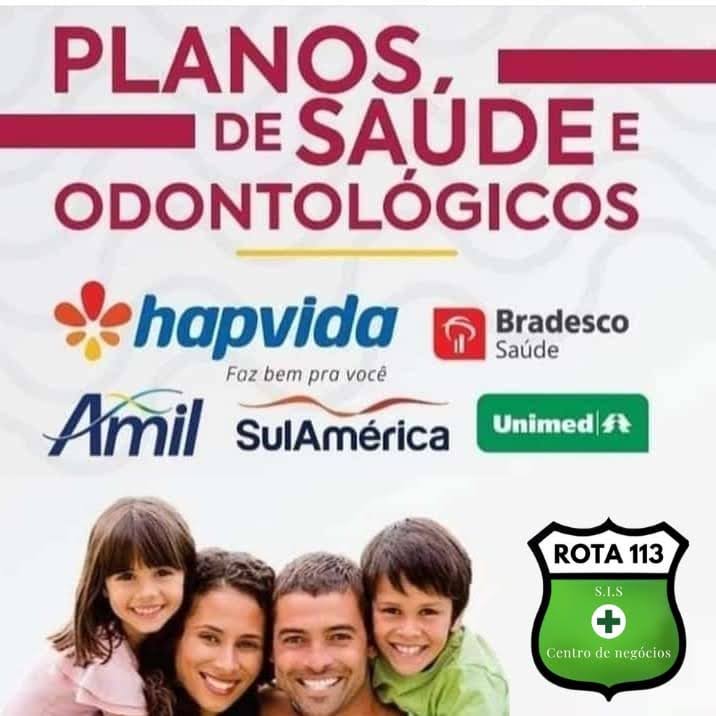 PLANOS
DE SAÚDE E
ODONTOLÓGICOS
hapvida
Faz bem pra você
Bradesco
Saúde
Amil
SulAmérica
Unimed
ROTA 113
S.I.S
Centro de negócios